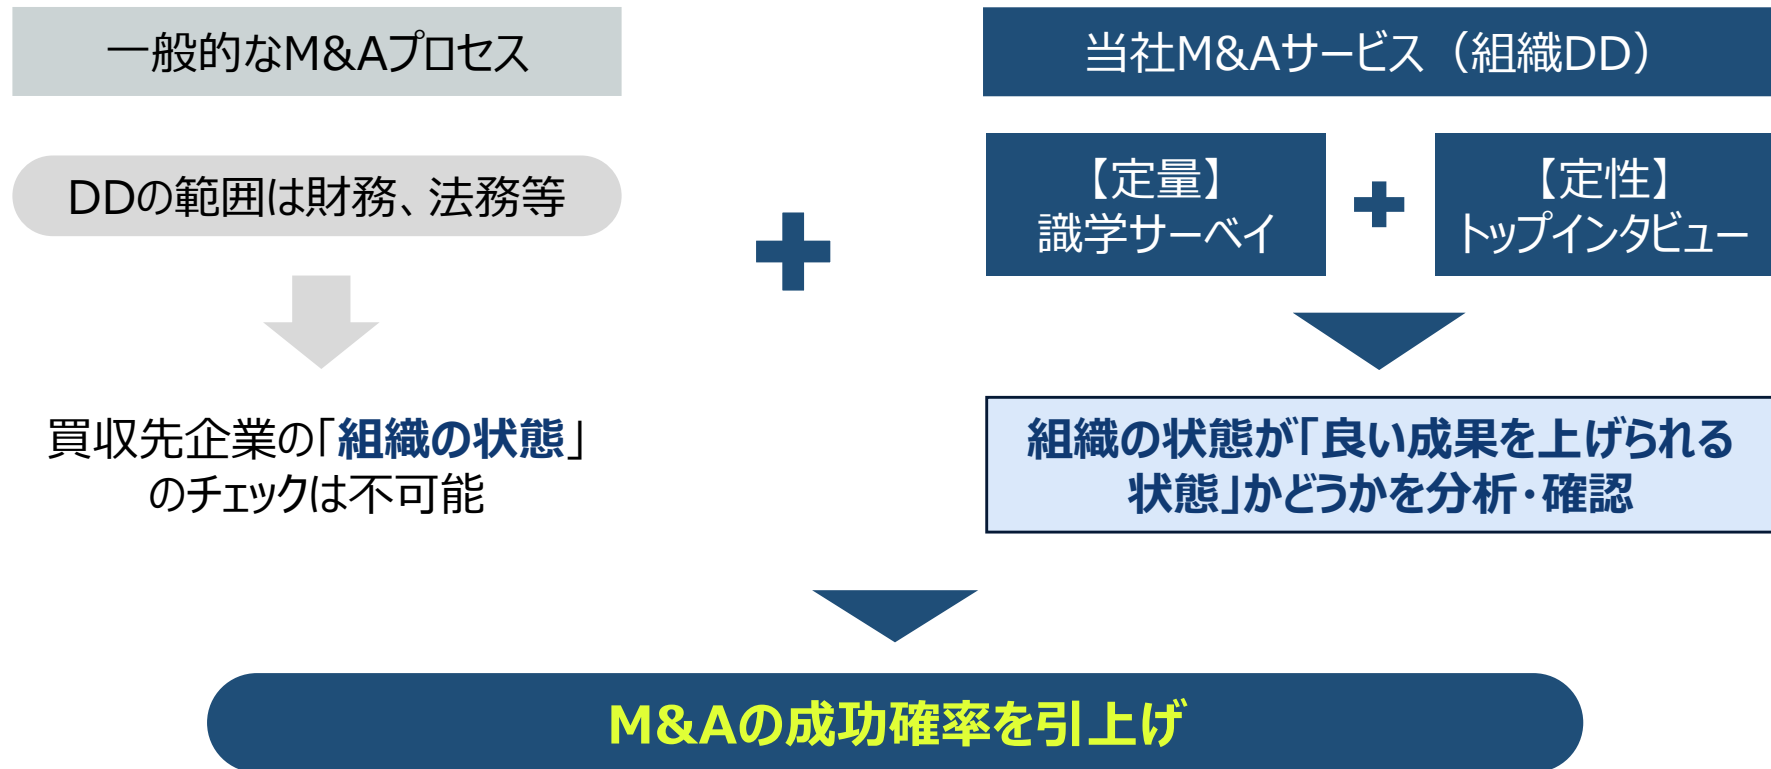 一般的なM&Aプロセス
当社M&Aサービス（組織DD）
DDの範囲は財務、法務等
【定量】
識学サーベイ
【定性】
トップインタビュー
買収先企業の「組織の状態」
のチェックは不可能
組織の状態が「良い成果を上げられる
状態」かどうかを分析・確認
M&Aの成功確率を引上げ